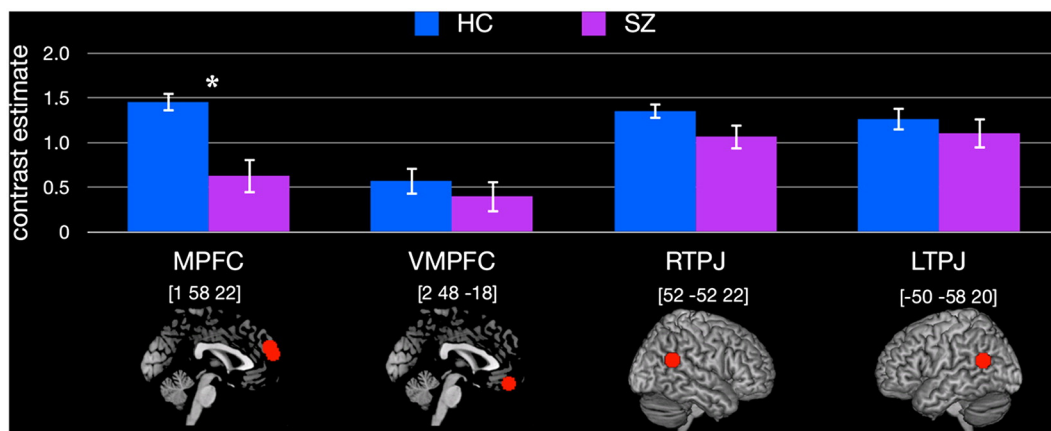 HC SZ
contrast estimate
2.0
1.5
1.0
0.5
0
*
MPFC VMPFC RTPJ LTPJ
[1 58 22] [2 48 -18] [52 -52 22] [-50 -58 20]